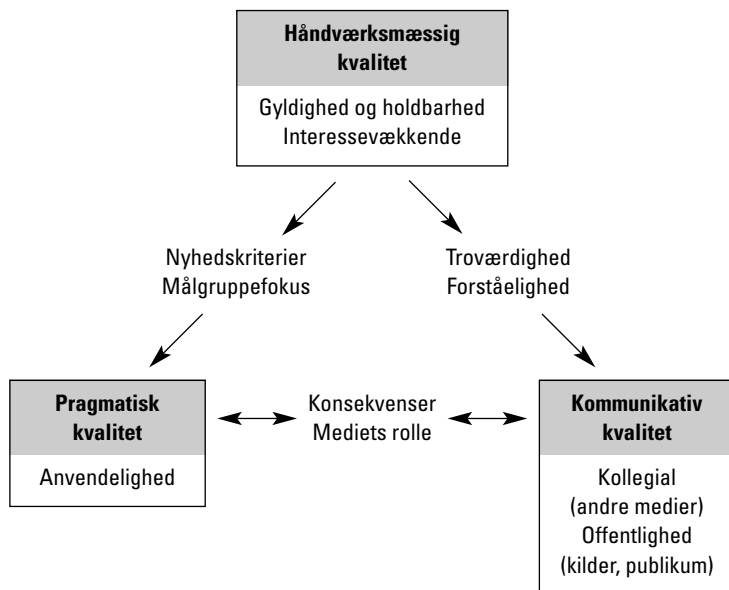 Håndværksmæssig
kvalitet
Gyldighed og holdbarhed
Interessevækkende
Nyhedskriterier
Målgruppefokus
Troværdighed
Forståelighed
Pragmatisk
kvalitet
Anvendelighed
Konsekvenser
Mediets rolle
Kommunikativ
kvalitet
Kollegial
(andre medier)
Offentlighed
(kilder, publikum)